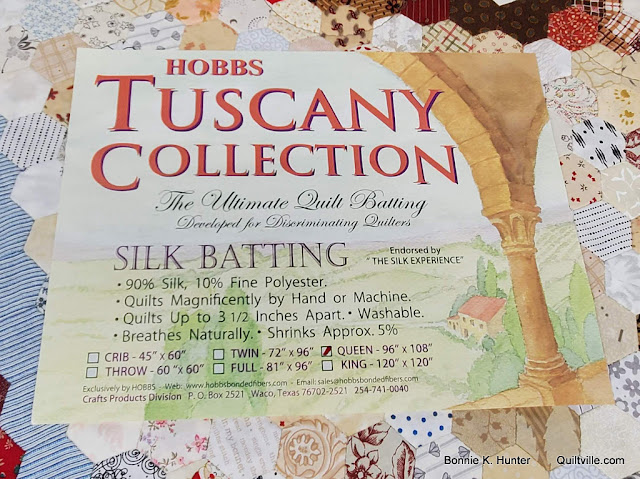 HOBBS
TUSCANY
COLLECTION
The Ultimate Quilt Batting
Developed for Discriminating Quilters
SILK BATTING
Endorsed by
"THE SILK EXPERIENCE"
• 90% Silk, 10% Fine Polyester.
• Quilts Magnificently by Hand or Machine.
• Quilts Up to 3 1/2 Inches Apart. • Washable.
• Breathes Naturally. • Shrinks Approx. 5%
CRIB - 45" x 60" TWIN - 72" x 96" QUEEN - 96" x 108"
THROW - 60" x 60" FULL - 81" x 96" KING - 120" x 120"
Exclusively by HOBBS - Web: www.hobbsbondedfibers.com - Email: sales@hobbsbondedfibers.com
Crafts Products Division P. O. Box 2521 Waco, Texas 76702-2521 254-741-0040
Bonnie K. Hunter Quiltville.com